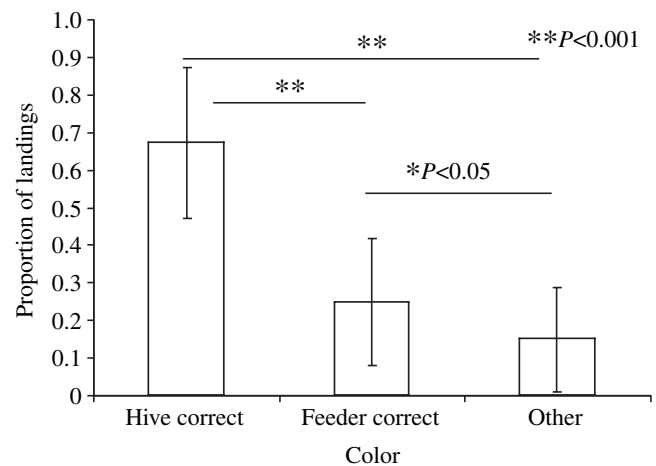 1.0
0.9
0.8
0.7
0.6
0.5
0.4
0.3
0.2
0.1
0
Proportion of landings
**
**P<0.001
**
*P<0.05
Hive correct
Feeder correct
Other
Color